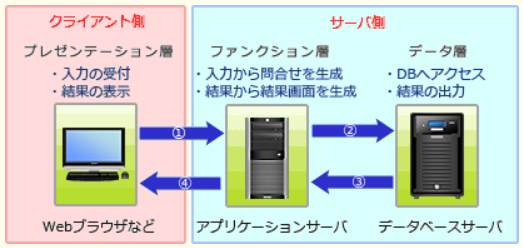 クライアント側
サーバ側
プレゼンテーション層
・入力の受付
・結果の表示
ファンクション層
・入力から問合せを生成
・結果から結果画面を生成
データ層
・DBへアクセス
・結果の出力
①
②
④
③
Webブラウザなど
アプリケーションサーバ
データベースサーバ